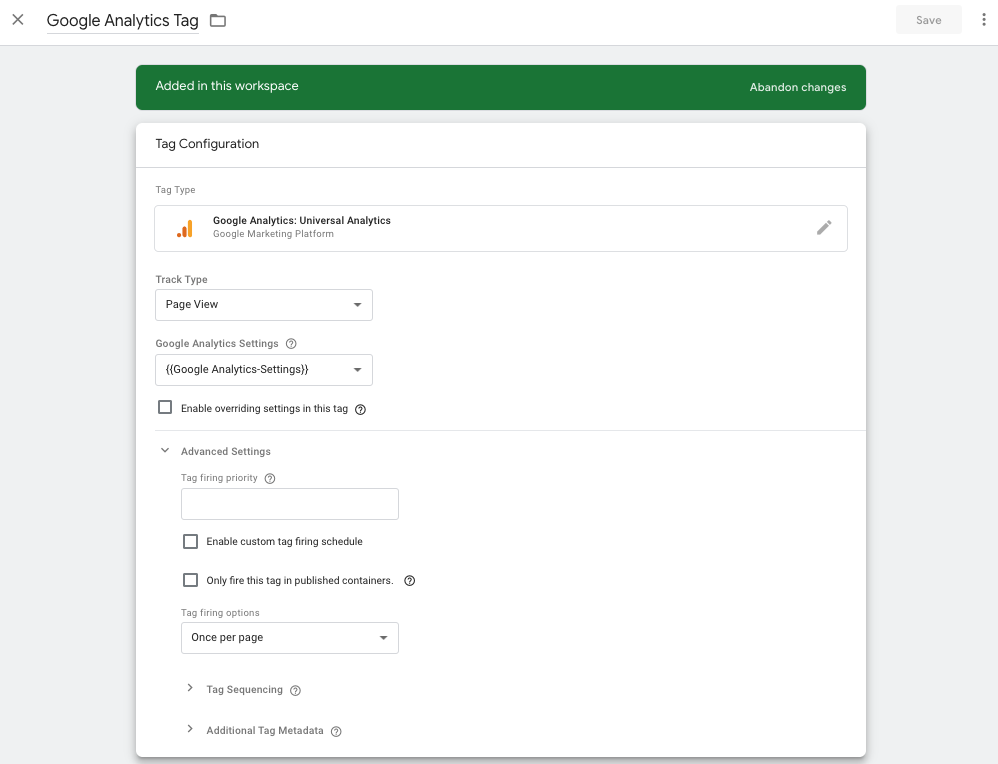 Google Analytics Tag
Save
Added in this workspace
Abandon changes
Tag Configuration
Tag Type
Google Analytics: Universal Analytics
Google Marketing Platform
Track Type
Page View
Google Analytics Settings
{{Google Analytics-Settings}}
Enable overriding settings in this tag
Advanced Settings
Tag firing priority
Enable custom tag firing schedule
Only fire this tag in published containers.
Tag firing options
Once per page
Tag Sequencing
Additional Tag Metadata